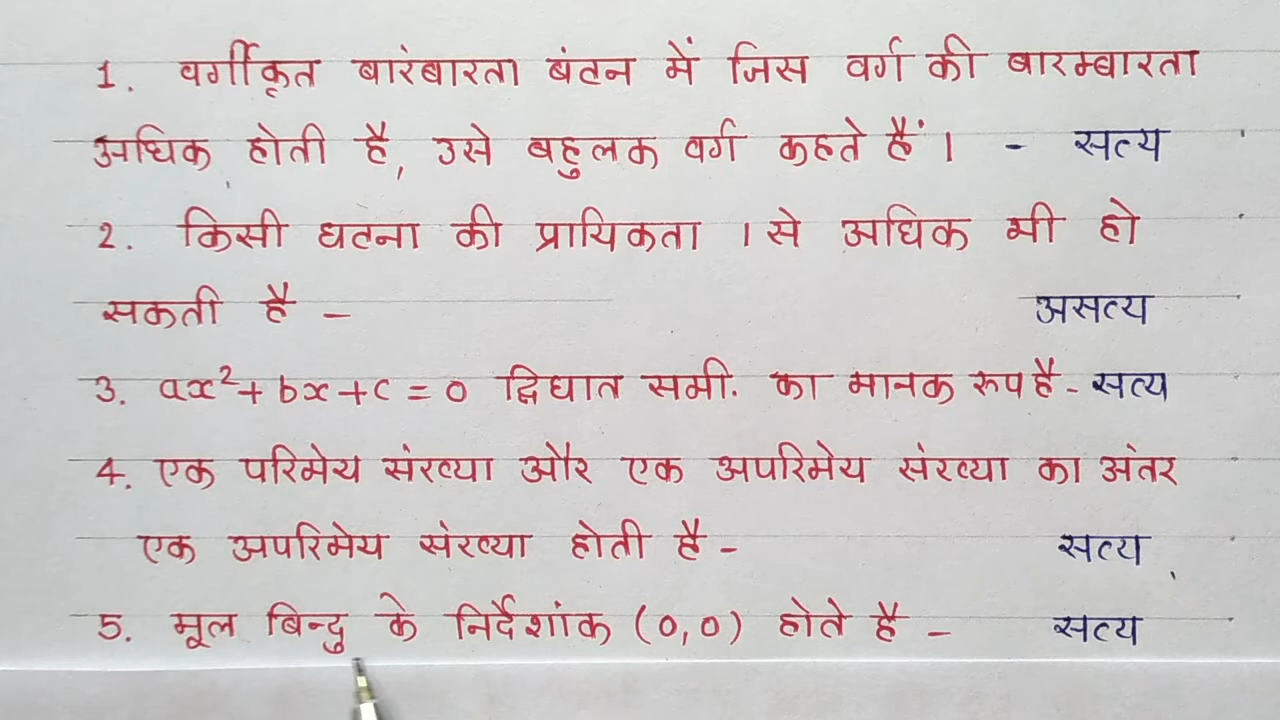 1. वर्गीकृत बारंबारता बंटन में जिस वर्ग की बारम्बारता
अधिक होती है, उसे बहुलक वर्ग कहते हैं। - सत्य
2. किसी घटना की प्रायिकता 1 से अधिक भी हो
सकती है - असत्य
3. ax²+bx+c=0 द्विघात समी. का मानक रूप है - सत्य
4. एक परिमेय संख्या और एक अपरिमेय संख्या का अंतर
एक अपरिमेय संख्या होती है - सत्य
5. मूल बिन्दु के निर्देशांक (0,0) होते है - सत्य